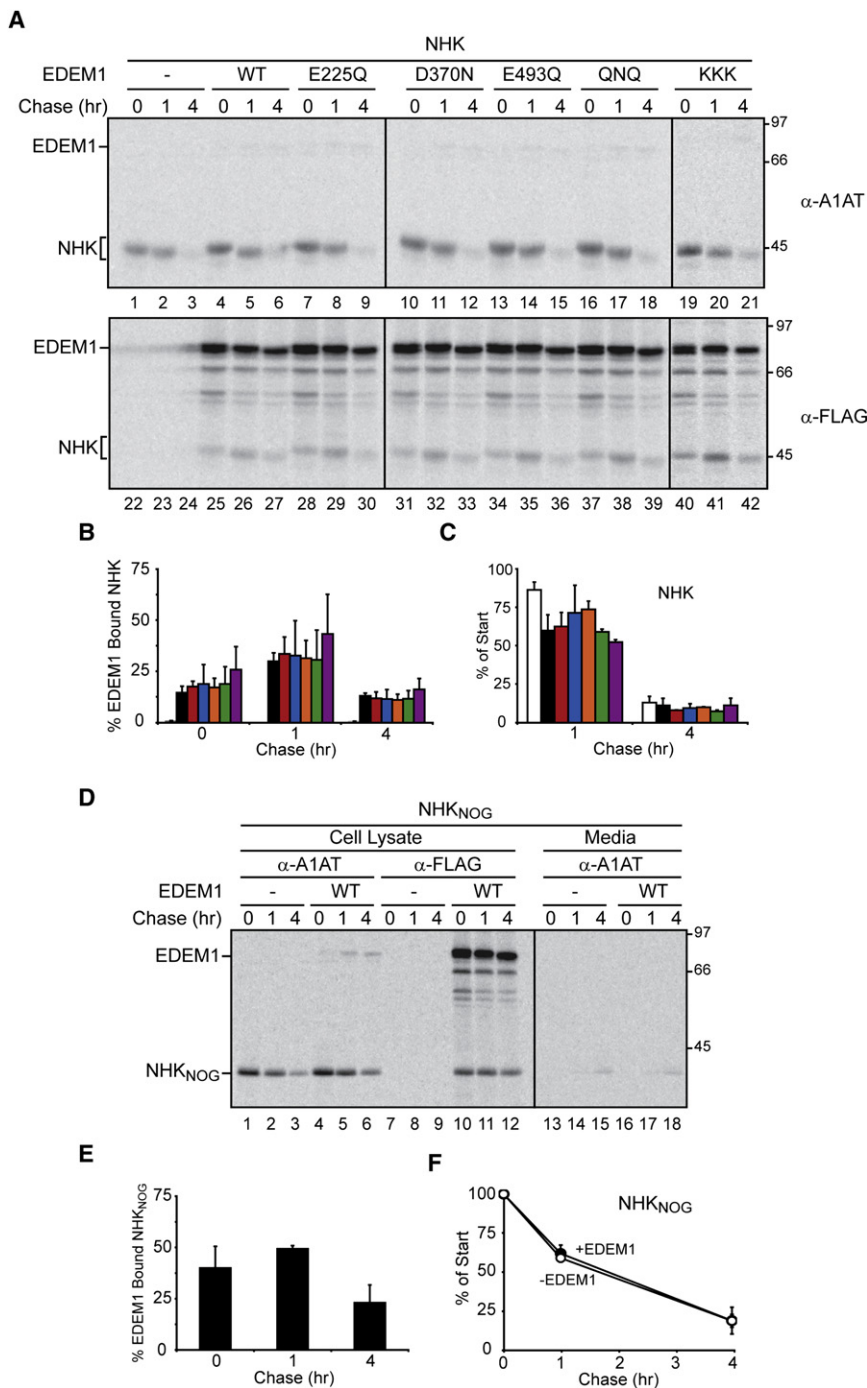 A
NHK
EDEM1 - WT E225Q D370N E493Q QNQ KKK
Chase (hr) 0 1 4 0 1 4 0 1 4 0 1 4 0 1 4 0 1 4 0 1 4
EDEM1
97
66
α-A1AT
NHK
45
1 2 3 4 5 6 7 8 9 10 11 12 13 14 15 16 17 18 19 20 21
EDEM1
97
66
α-FLAG
NHK
45
22 23 24 25 26 27 28 29 30 31 32 33 34 35 36 37 38 39 40 41 42
B
% EDEM1 Bound NHK
75
50
25
0
0 1 4
Chase (hr)
C
% of Start
100
75
50
25
0
NHK
1 4
Chase (hr)
D
NHKNOG
Cell Lysate Media
α-A1AT α-FLAG α-A1AT
EDEM1 - WT - WT - WT
Chase (hr) 0 1 4 0 1 4 0 1 4 0 1 4 0 1 4 0 1 4
EDEM1
97
66
45
NHKNOG
1 2 3 4 5 6 7 8 9 10 11 12 13 14 15 16 17 18
E
% EDEM1 Bound NHKNOG
75
50
25
0
0 1 4
Chase (hr)
F
% of Start
100
75
50
25
0
NHKNOG
+EDEM1
-EDEM1
0 1 2 3 4
Chase (hr)